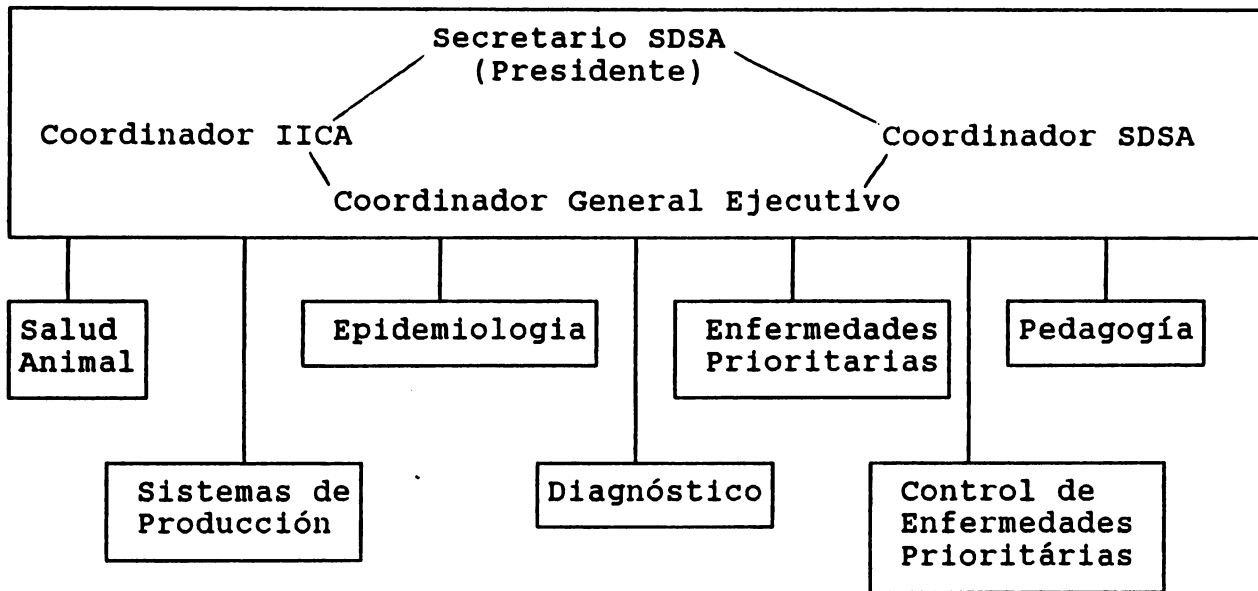 Secretario SDSA
(Presidente)
Coordinador IICA
Coordinador SDSA
Coordinador General Ejecutivo
Salud
Animal
Epidemiologia
Enfermedades
Prioritarias
Pedagogía
Sistemas de
Producción
Diagnóstico
Control de
Enfermedades
Prioritárias